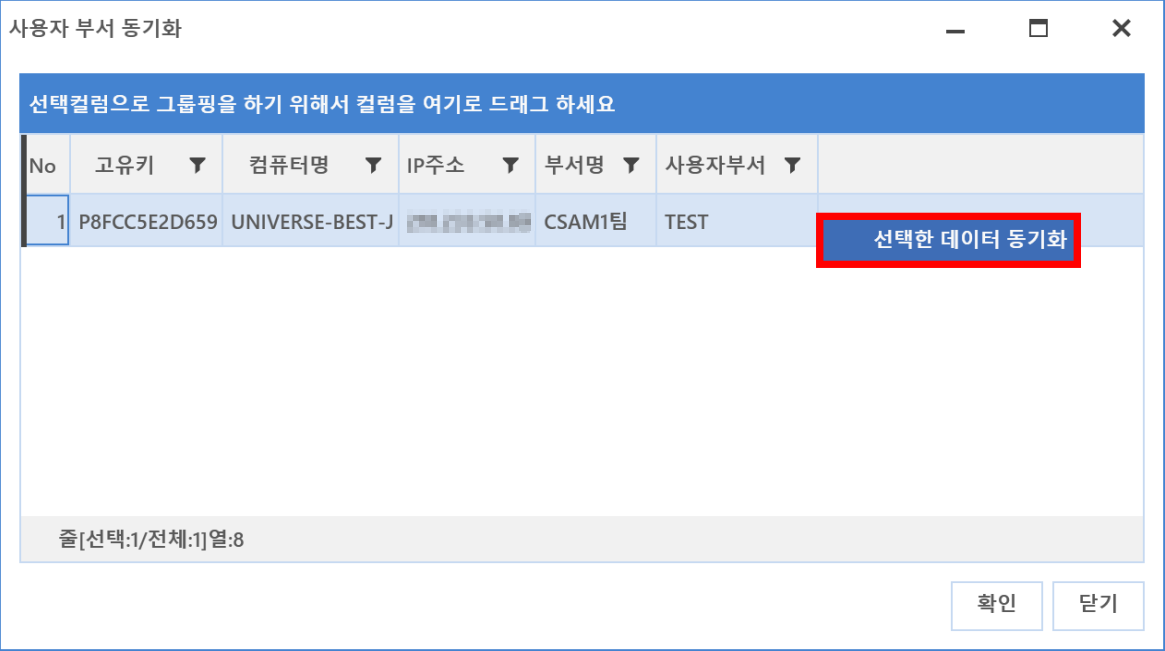 사용자 부서 동기화
선택컬럼으로 그룹핑을 하기 위해서 컬럼을 여기로 드래그 하세요
No 고유키 컴퓨터명 IP주소 부서명 사용자부서
1 P8FCC5E2D659 UNIVERSE-BEST-J CSAM1팀 TEST
선택한 데이터 동기화
줄[선택:1/전체:1]열:8
확인 닫기